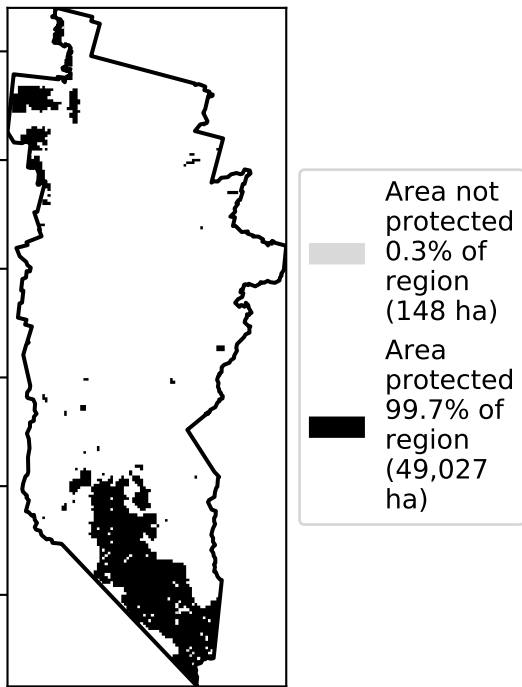 Area not
protected
0.3% of
region
(148 ha)
Area
protected
99.7% of
region
(49,027
ha)